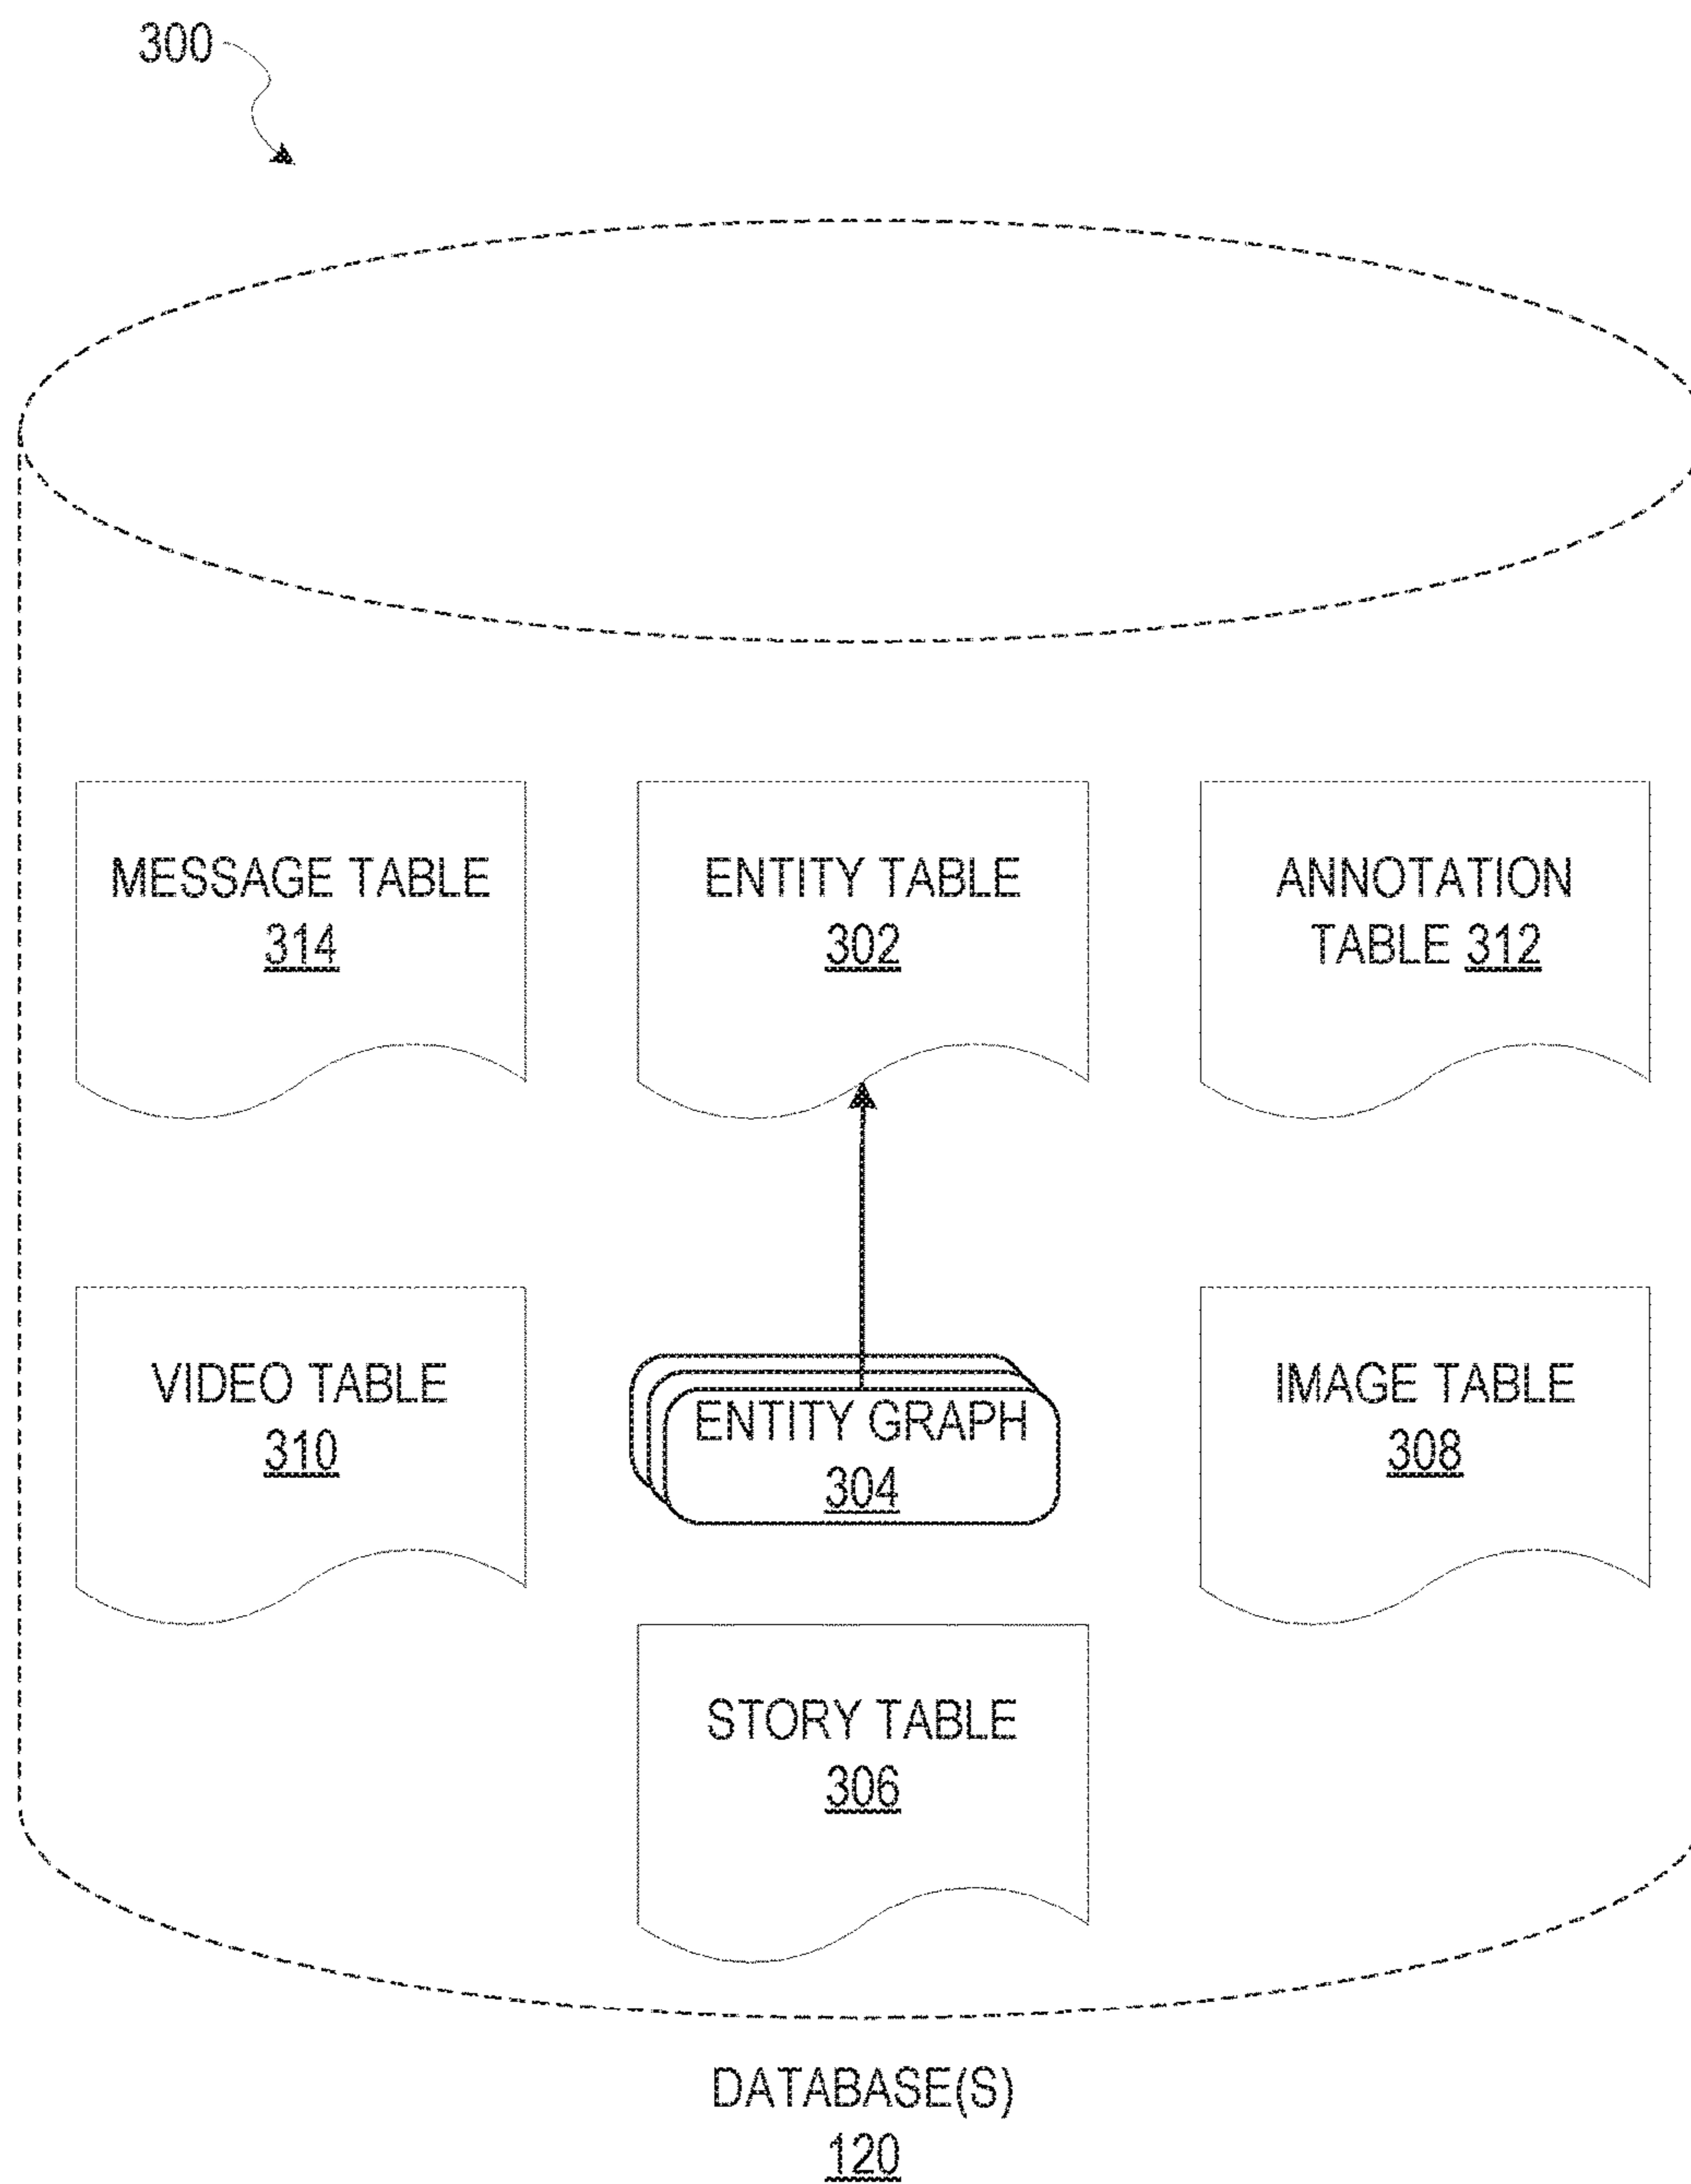 300
MESSAGE TABLE
314
ENTITY TABLE
302
ANNOTATION
TABLE 312
VIDEO TABLE
310
ENTITY GRAPH
304
IMAGE TABLE
308
STORY TABLE
306
DATABASE(S)
120